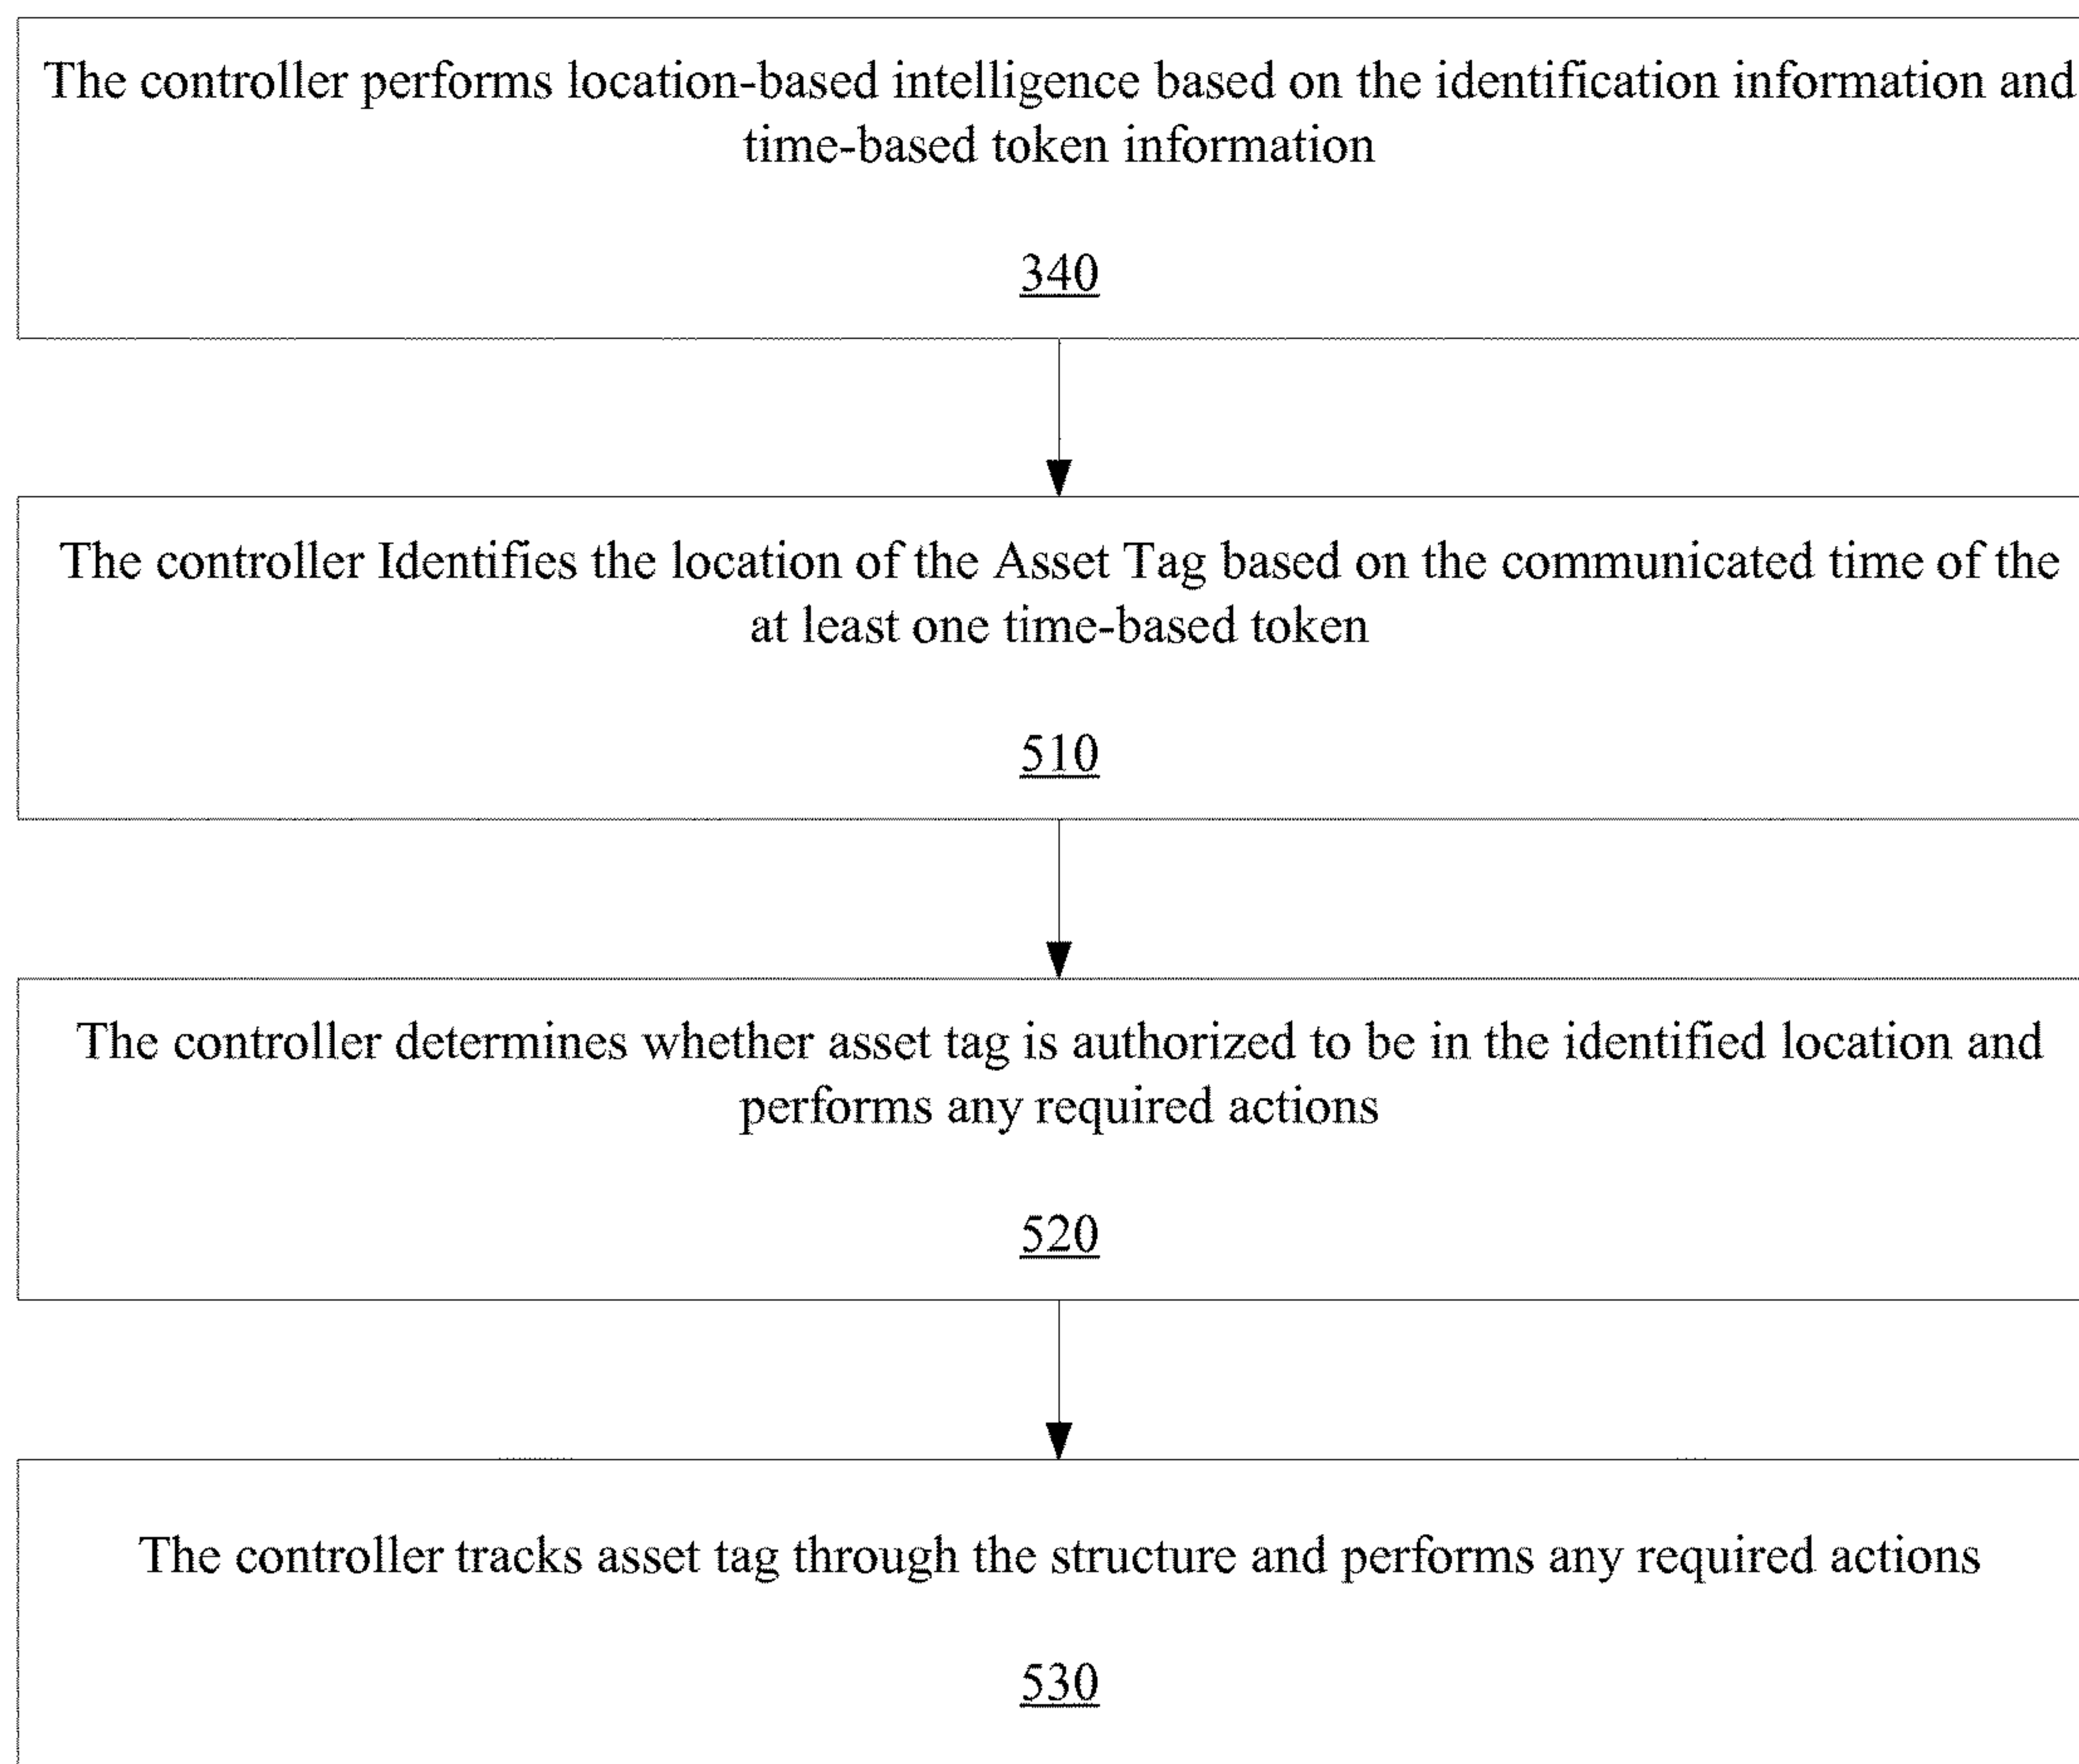 The controller performs location-based intelligence based on the identification information and
time-based token information
340
The controller Identifies the location of the Asset Tag based on the communicated time of the
at least one time-based token
510
The controller determines whether asset tag is authorized to be in the identified location and
performs any required actions
520
The controller tracks asset tag through the structure and performs any required actions
530